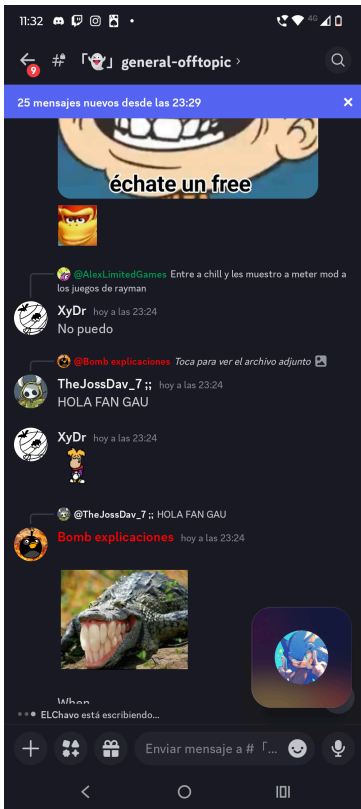 11:32
4G
9
#「👻」general-offtopic ›
25 mensajes nuevos desde las 23:29
échate un free
@AlexLimitedGames Entre a chill y les muestro a meter mod a
los juegos de rayman
XyDr hoy a las 23:24
No puedo
@Bomb explicaciones Toca para ver el archivo adjunto
TheJossDav_7 ;; hoy a las 23:24
HOLA FAN GAU
XyDr hoy a las 23:24
@TheJossDav_7 ;; HOLA FAN GAU
Bomb explicaciones hoy a las 23:24
When
ELChavo está escribiendo...
Enviar mensaje a #「...